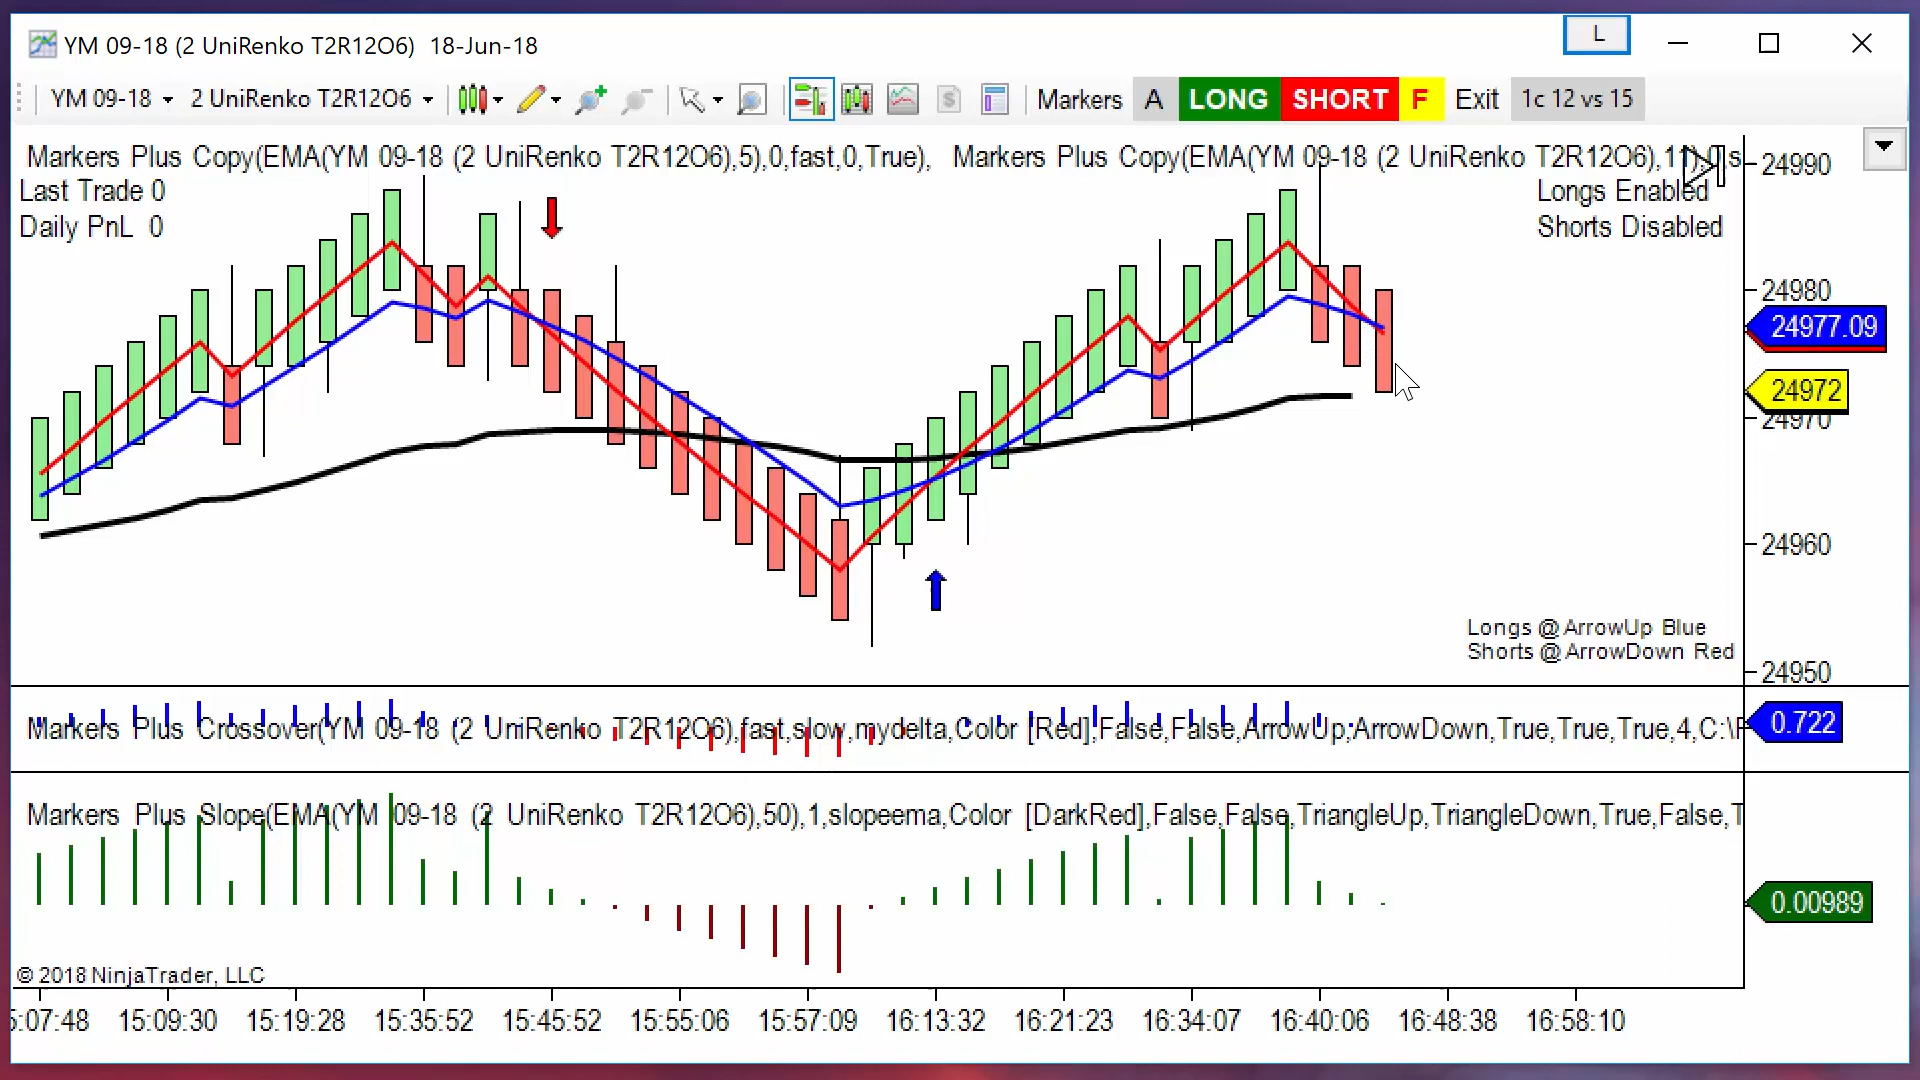 YM 09-18 (2 UniRenko T2R12O6)  18-Jun-18
L
YM 09-18 2 UniRenko T2R12O6 Markers A LONG SHORT F Exit 1c 12 vs 15
Markers Plus Copy(EMA(YM 09-18 (2 UniRenko T2R12O6),5),0,fast,0,True), Markers Plus Copy(EMA(YM 09-18 (2 UniRenko T2R12O6),11),0,s
Last Trade 0
Daily PnL 0
Longs Enabled
Shorts Disabled
24990
24980
24977.09
24972
24970
24960
24950
Longs @ ArrowUp Blue
Shorts @ ArrowDown Red
Markers Plus Crossover(YM 09-18 (2 UniRenko T2R12O6),fast,slow,mydelta,Color [Red],False,False,ArrowUp,ArrowDown,True,True,True,4,C:\
0.722
Markers Plus Slope(EMA(YM 09-18 (2 UniRenko T2R12O6),50),1,slopeema,Color [DarkRed],False,False,TriangleUp,TriangleDown,True,False,T
0.00989
© 2018 NinjaTrader, LLC
5:07:48 15:09:30 15:19:28 15:35:52 15:45:52 15:55:06 15:57:09 16:13:32 16:21:23 16:34:07 16:40:06 16:48:38 16:58:10